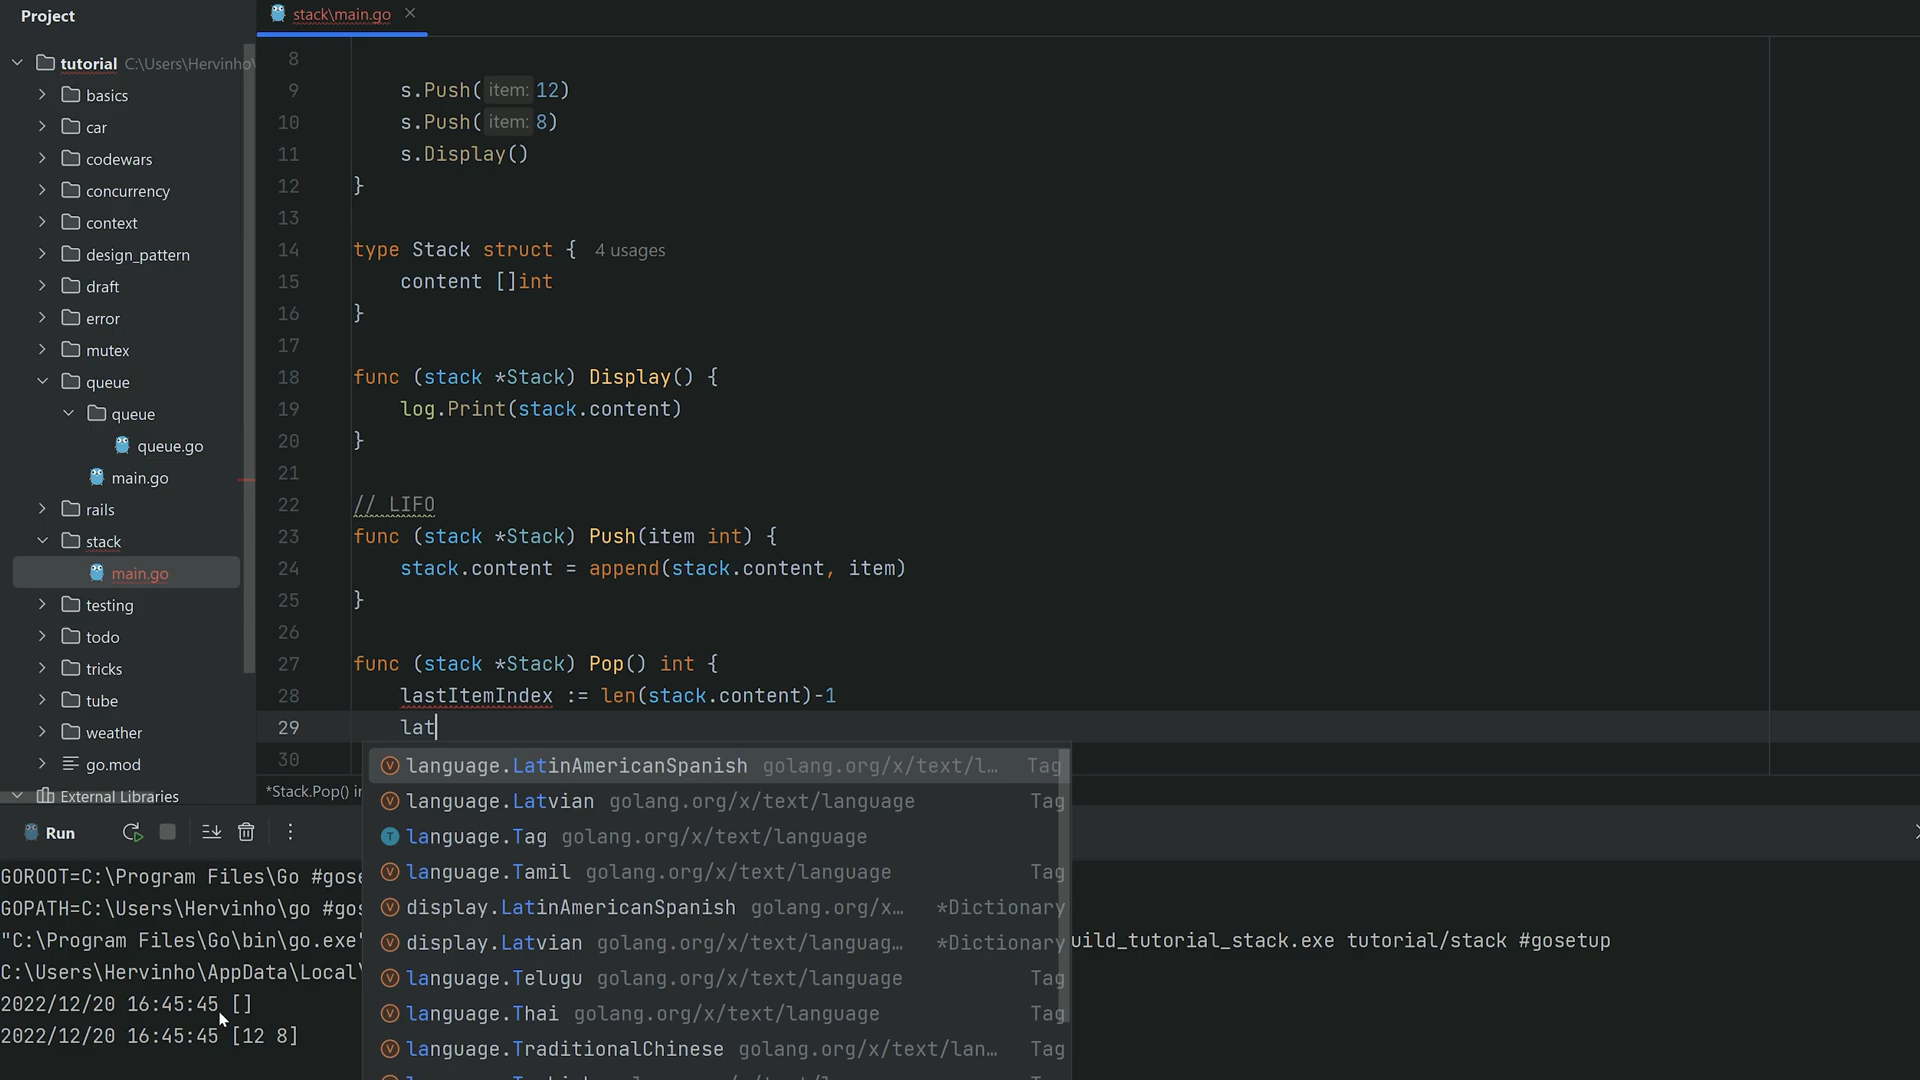 Project
stack\main.go
tutorial C:\Users\Hervinho\
basics
car
codewars
concurrency
context
design_pattern
draft
error
mutex
queue
queue
queue.go
main.go
rails
stack
main.go
testing
todo
tricks
tube
weather
go.mod
External Libraries
8
9 s.Push( item: 12)
10 s.Push( item: 8)
11 s.Display()
12 }
13
14 type Stack struct { 4 usages
15 content []int
16 }
17
18 func (stack *Stack) Display() {
19 log.Print(stack.content)
20 }
21
22 // LIFO
23 func (stack *Stack) Push(item int) {
24 stack.content = append(stack.content, item)
25 }
26
27 func (stack *Stack) Pop() int {
28 lastItemIndex := len(stack.content)-1
29 lat
30
*Stack.Pop() in
language.LatinAmericanSpanish golang.org/x/text/l… Tag
language.Latvian golang.org/x/text/language Tag
language.Tag golang.org/x/text/language
language.Tamil golang.org/x/text/language Tag
display.LatinAmericanSpanish golang.org/x… *Dictionary
display.Latvian golang.org/x/text/languag… *Dictionary
language.Telugu golang.org/x/text/language Tag
language.Thai golang.org/x/text/language Tag
language.TraditionalChinese golang.org/x/text/lan… Tag
Run
GOROOT=C:\Program Files\Go #gose
GOPATH=C:\Users\Hervinho\go #gos
"C:\Program Files\Go\bin\go.exe" uild_tutorial_stack.exe tutorial/stack #gosetup
C:\Users\Hervinho\AppData\Local\
2022/12/20 16:45:45 []
2022/12/20 16:45:45 [12 8]